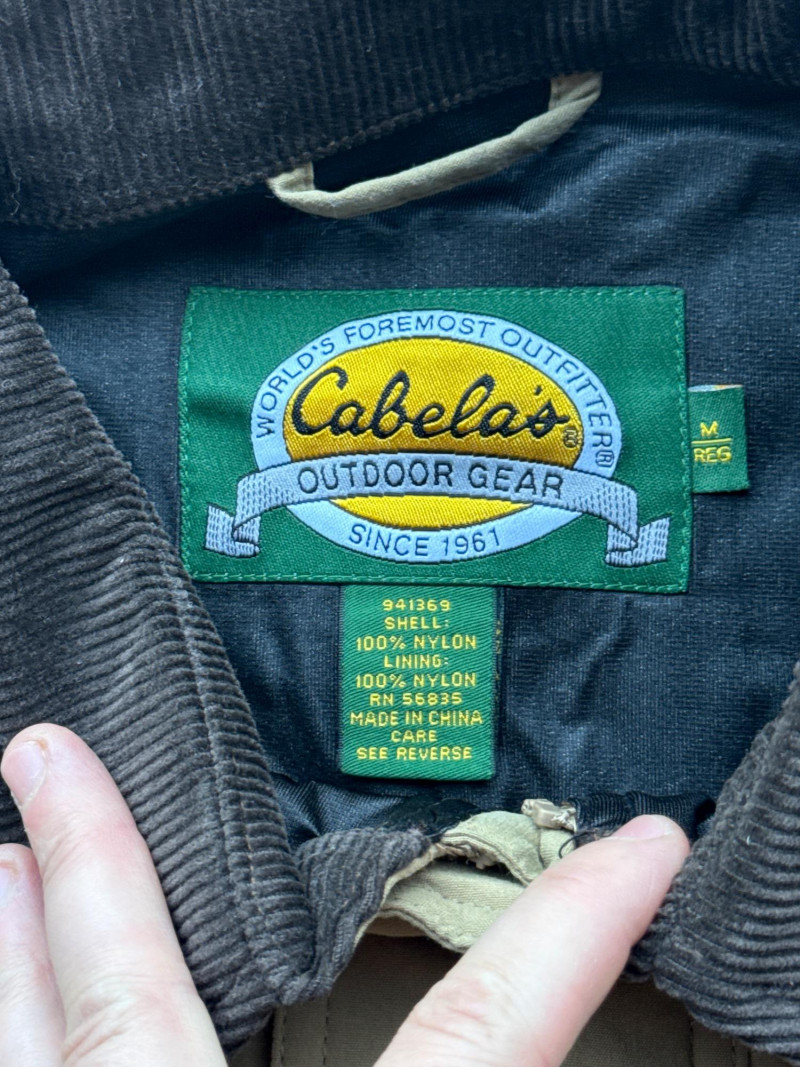 WORLD'S FOREMOST OUTFITTER®
Cabela's®
OUTDOOR GEAR
SINCE 1961
M
REG
941369
SHELL:
100% NYLON
LINING:
100% NYLON
RN 56835
MADE IN CHINA
CARE
SEE REVERSE